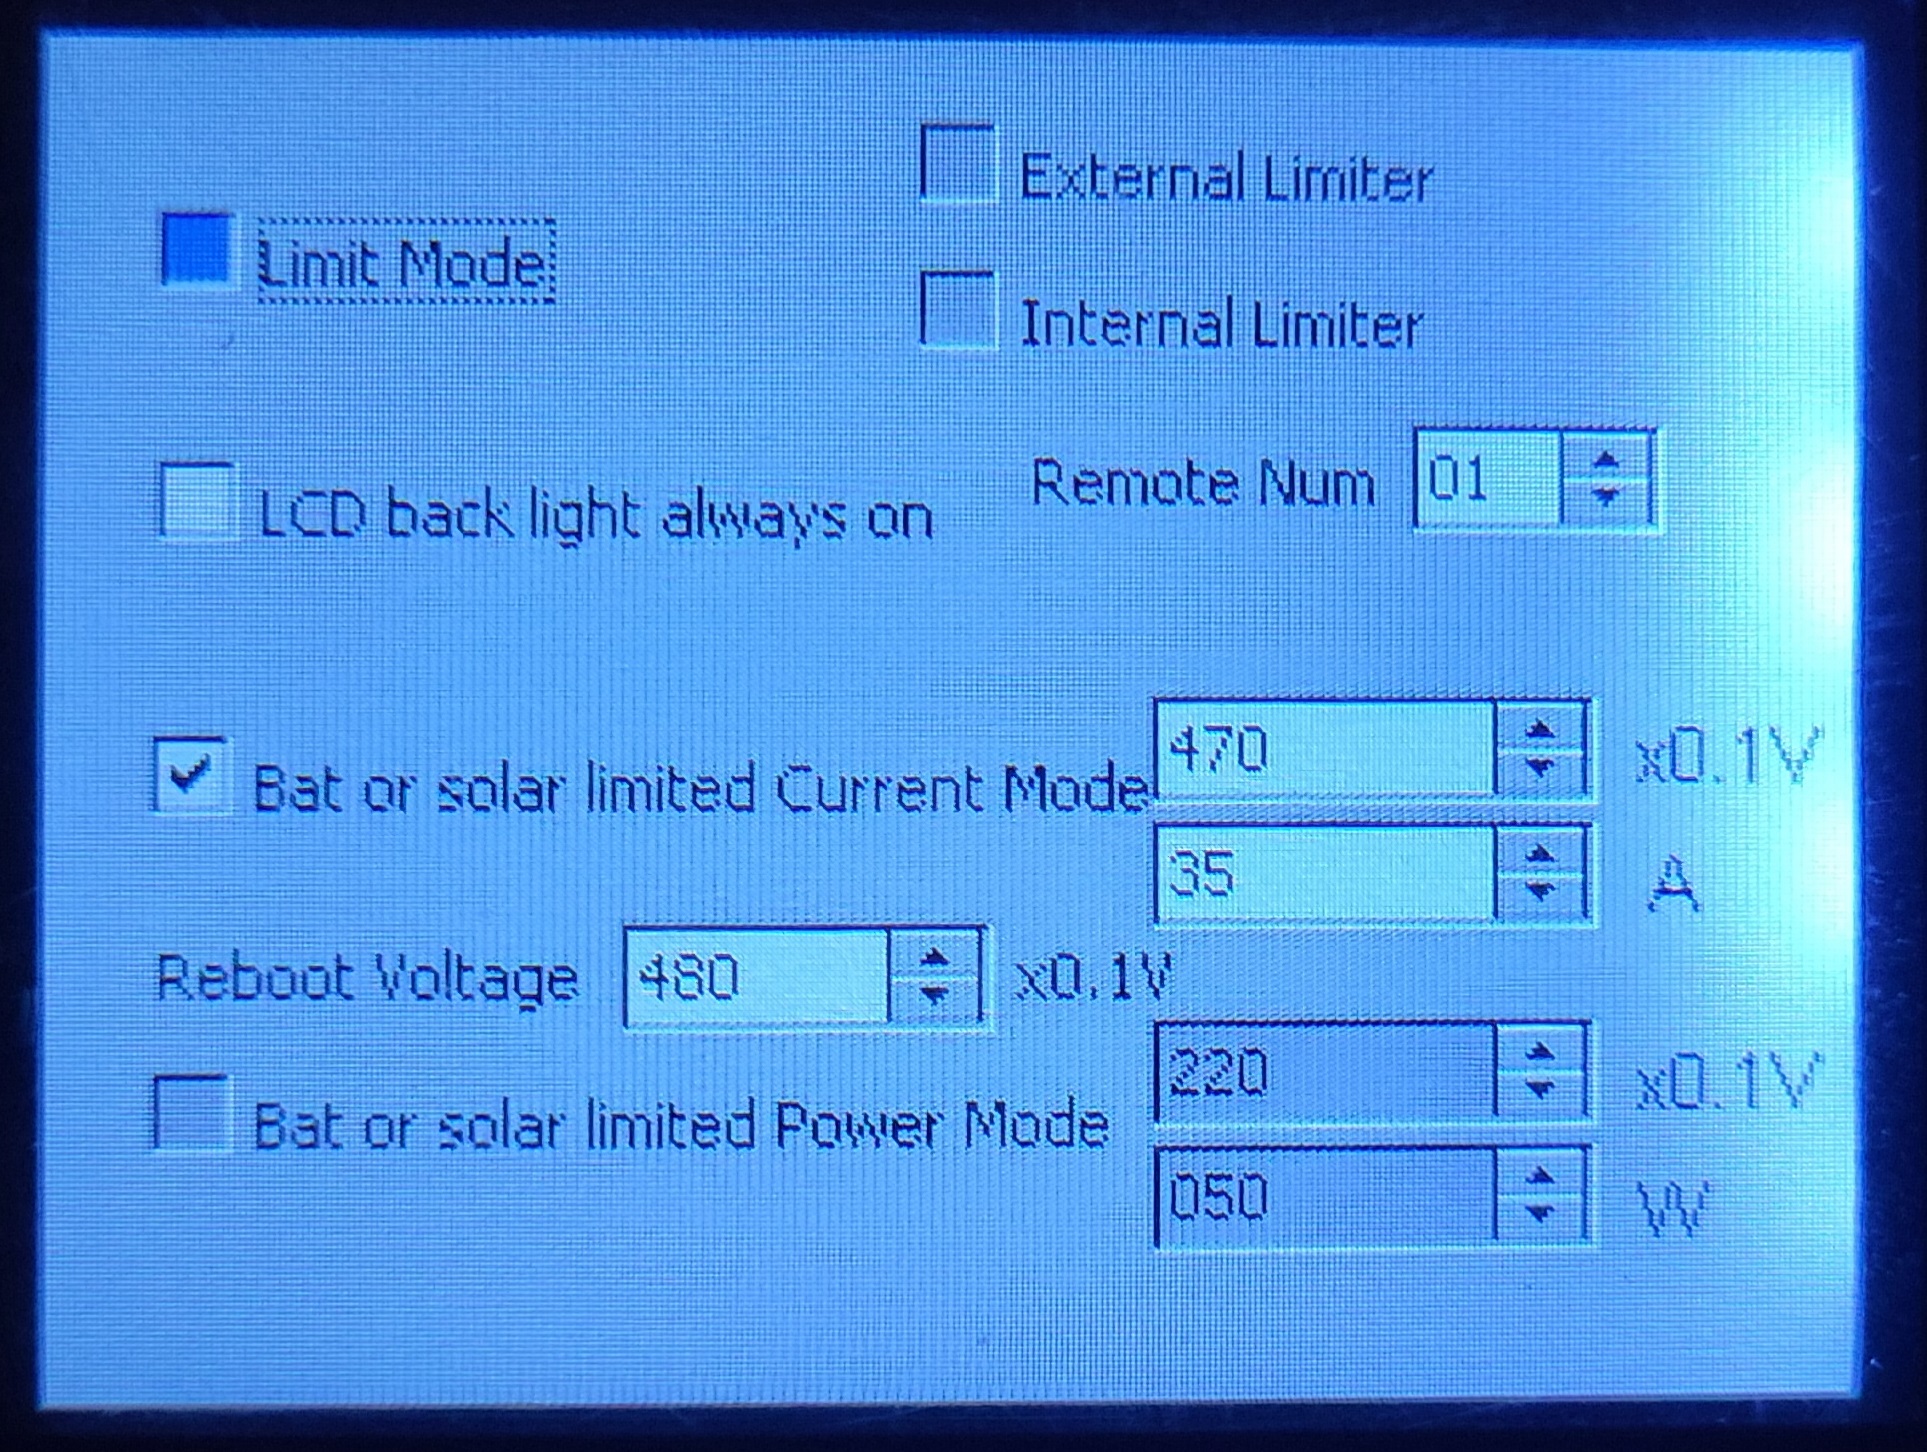 External Limiter
Limit Mode
Internal Limiter
Remote Num 01
LCD back light always on
470 x0.1V
Bat or solar limited Current Mode
35 A
Reboot Voltage 480 x0.1V
220 x0.1V
Bat or solar limited Power Mode
050 W